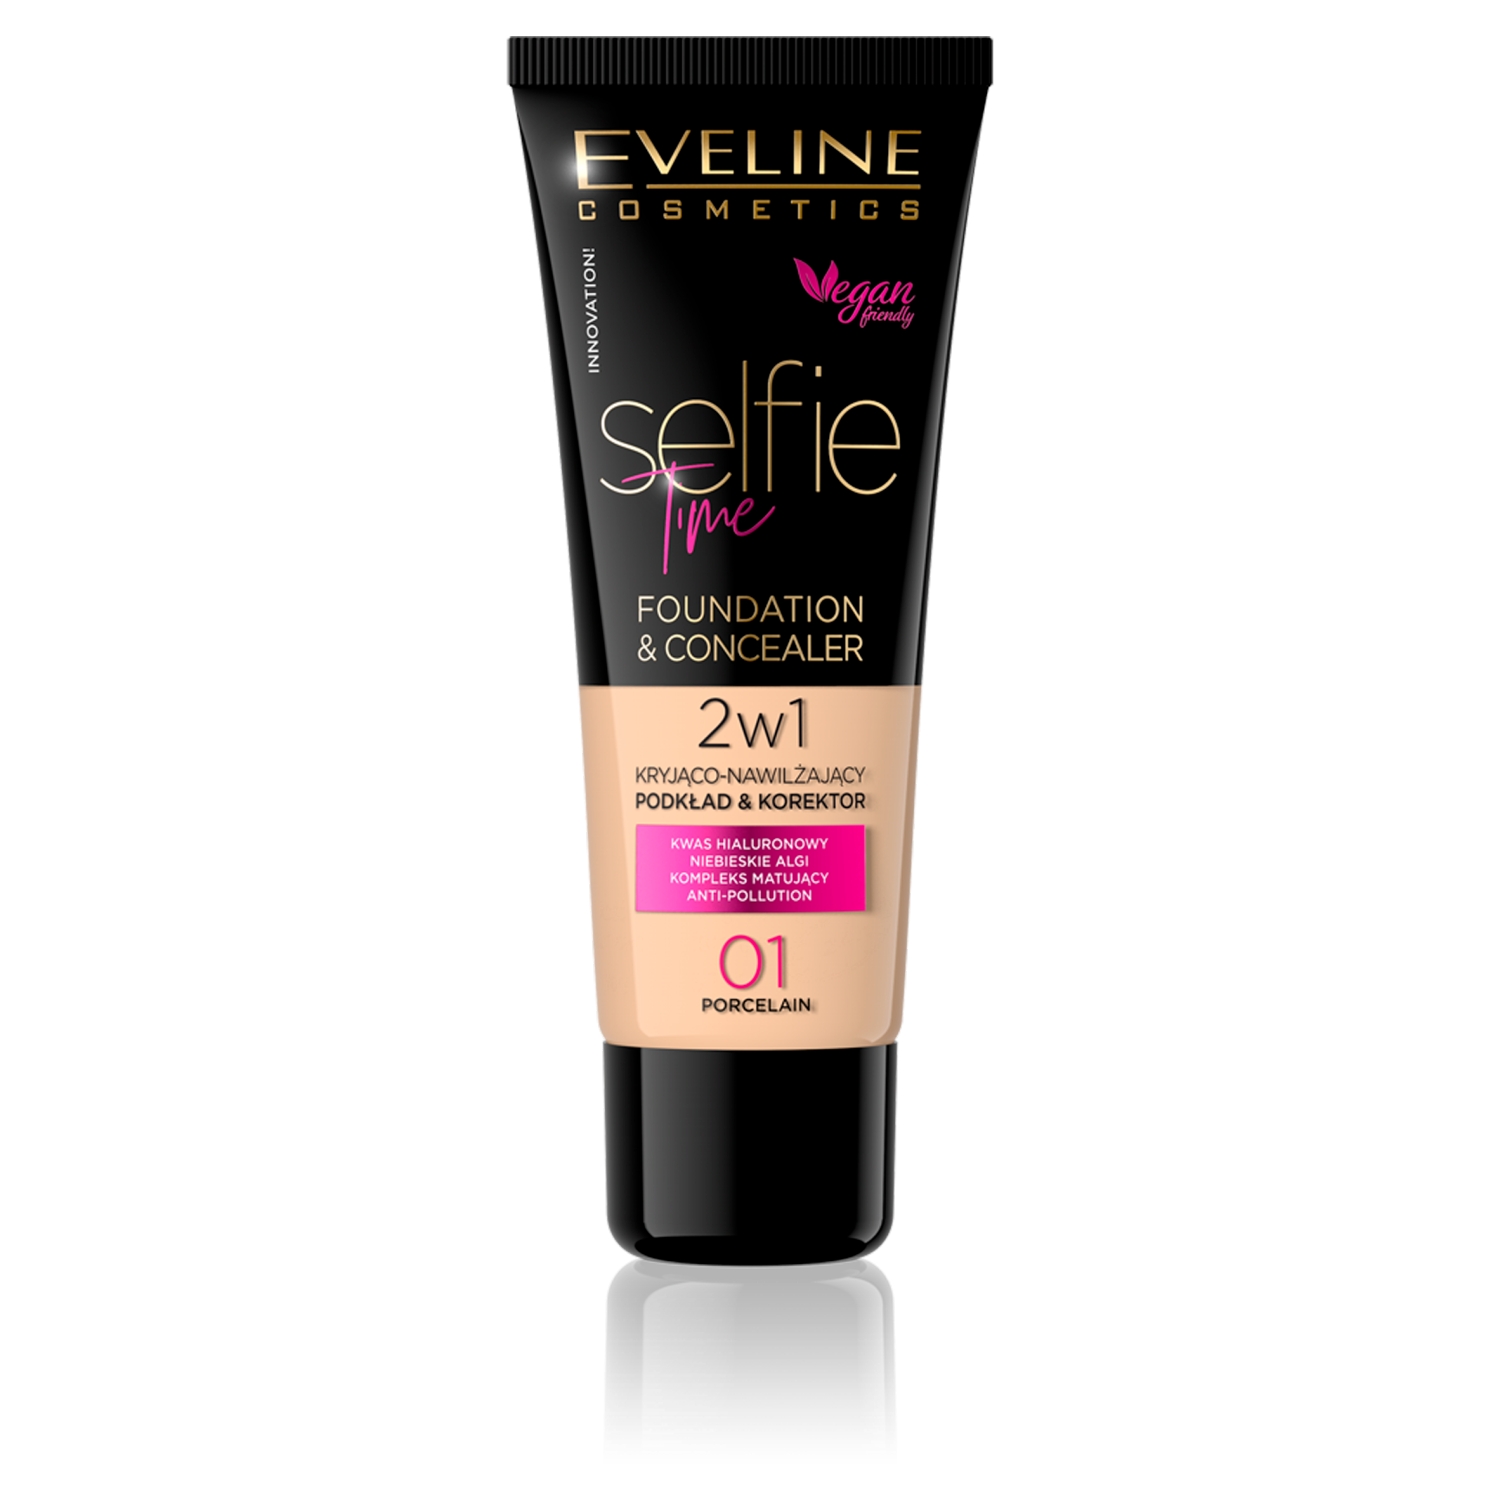 EVELINE
COSMETICS
INNOVATION!
Vegan
friendly
selfie
Time
FOUNDATION
& CONCEALER
2w1
KRYJĄCO-NAWILŻAJĄCY
PODKŁAD & KOREKTOR
KWAS HIALURONOWY
NIEBIESKIE ALGI
KOMPLEKS MATUJĄCY
ANTI-POLLUTION
01
PORCELAIN